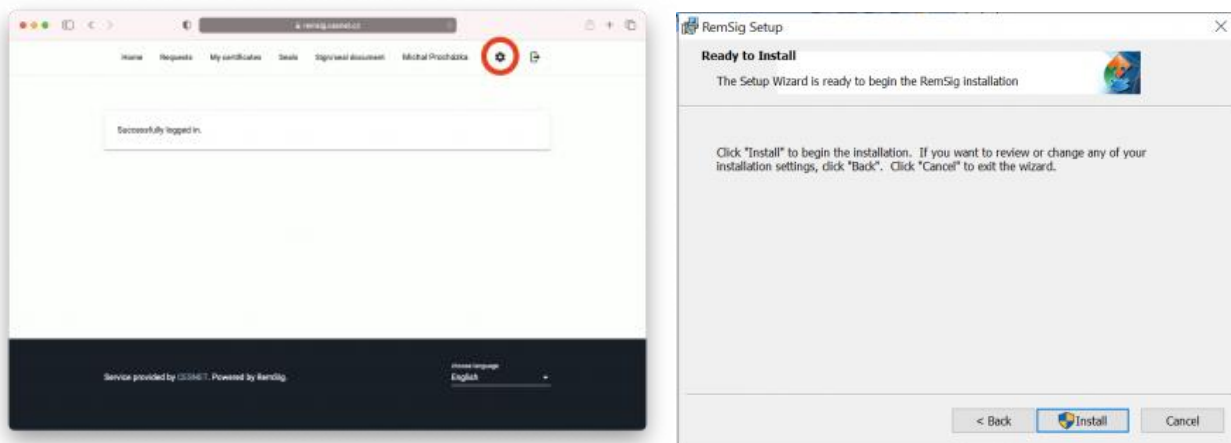 remsig.cesnet.cz
Home Requests My certificates Seals Sign/seal document Michal Procházka
Successfully logged in.
Service provided by CESNET. Powered by RemSig.
Choose language
English
RemSig Setup
Ready to Install
The Setup Wizard is ready to begin the RemSig installation
Click "Install" to begin the installation. If you want to review or change any of your
installation settings, click "Back". Click "Cancel" to exit the wizard.
< Back Install Cancel